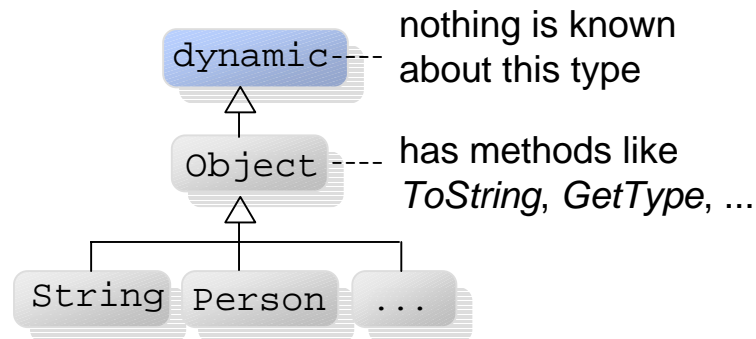 dynamic
nothing is known
about this type
Object
has methods like
ToString, GetType, ...
String Person ...